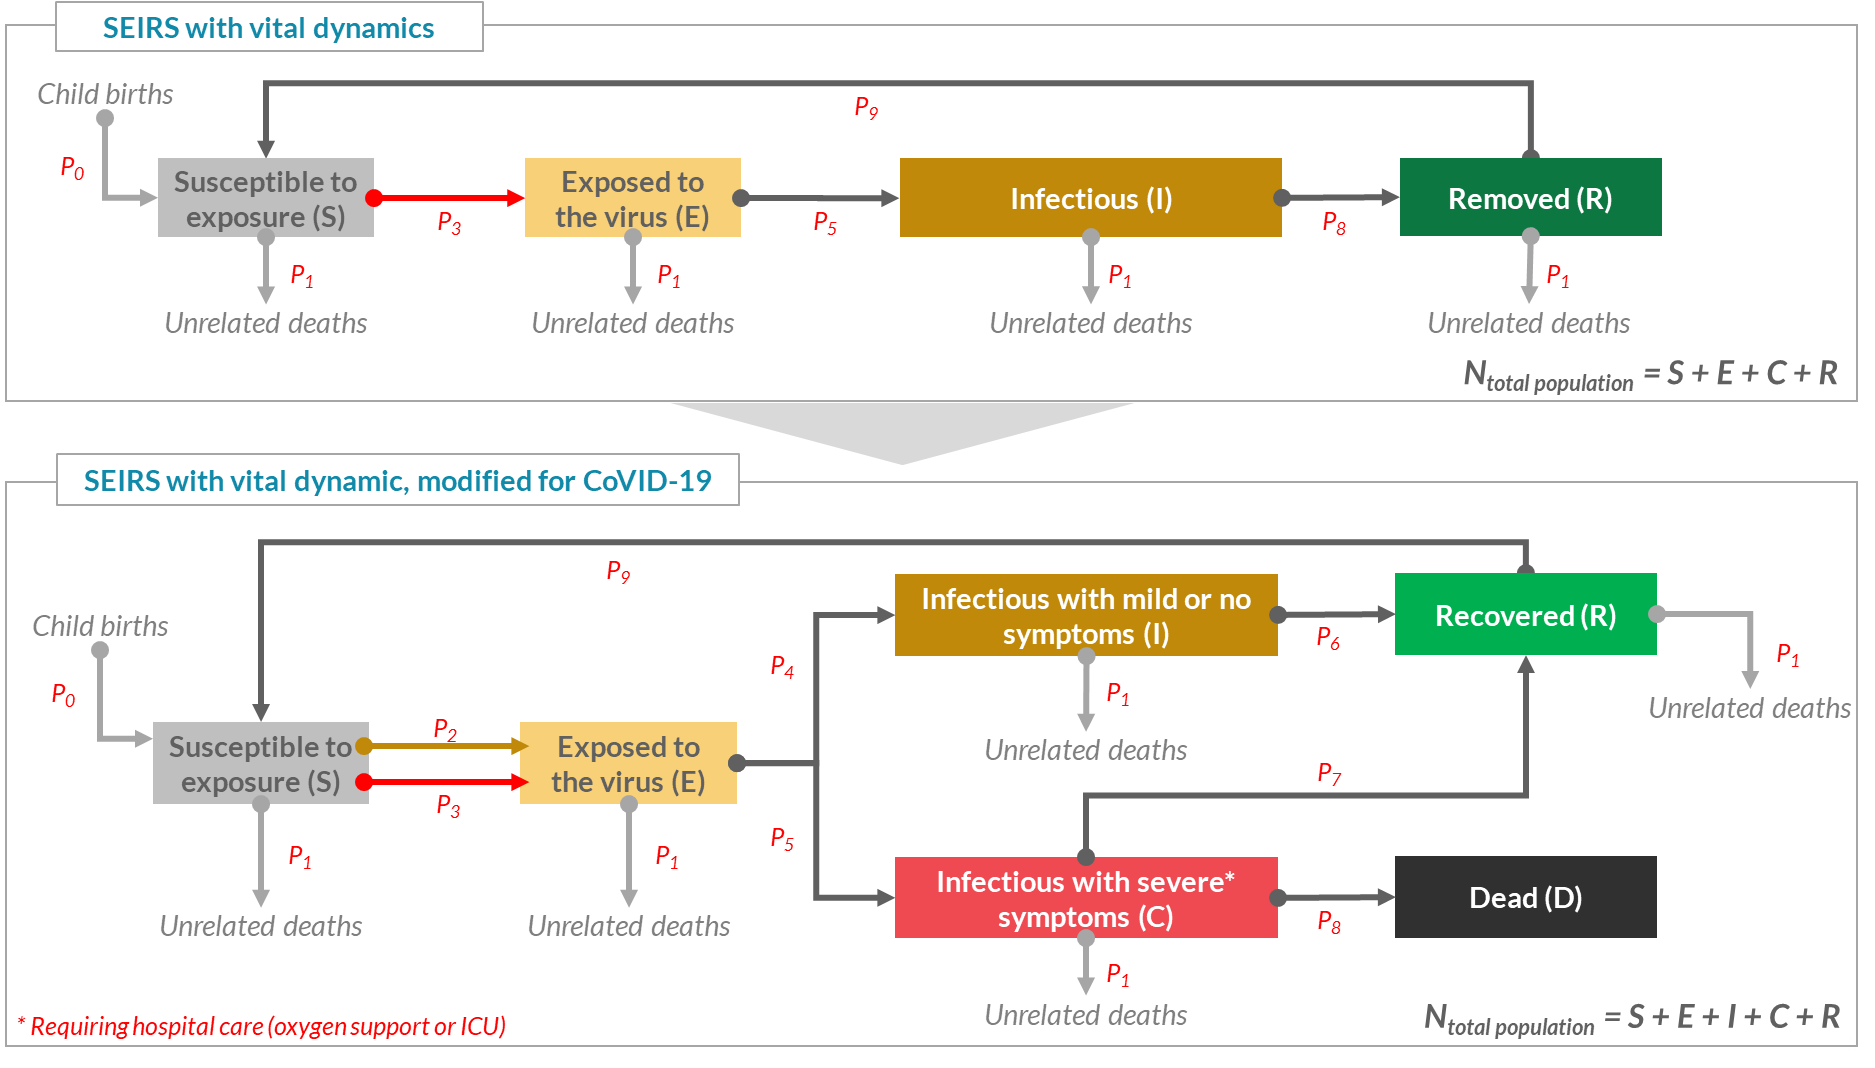 SEIRS with vital dynamics
Child births
P9
P0
Susceptible to
exposure (S)
P3
Exposed to
the virus (E)
P5
Infectious (I)
P8
Removed (R)
P1
P1
P1
P1
Unrelated deaths
Unrelated deaths
Unrelated deaths
Unrelated deaths
Ntotal population = S + E + C + R
SEIRS with vital dynamic, modified for CoVID-19
P9
Child births
P0
Infectious with mild or no
symptoms (I)
P6
Recovered (R)
P1
Unrelated deaths
P4
P1
Unrelated deaths
Susceptible to
exposure (S)
P2
P3
Exposed to
the virus (E)
P7
P5
P1
P1
Unrelated deaths
Unrelated deaths
Infectious with severe*
symptoms (C)
P8
Dead (D)
P1
Unrelated deaths
* Requiring hospital care (oxygen support or ICU)
Ntotal population = S + E + I + C + R